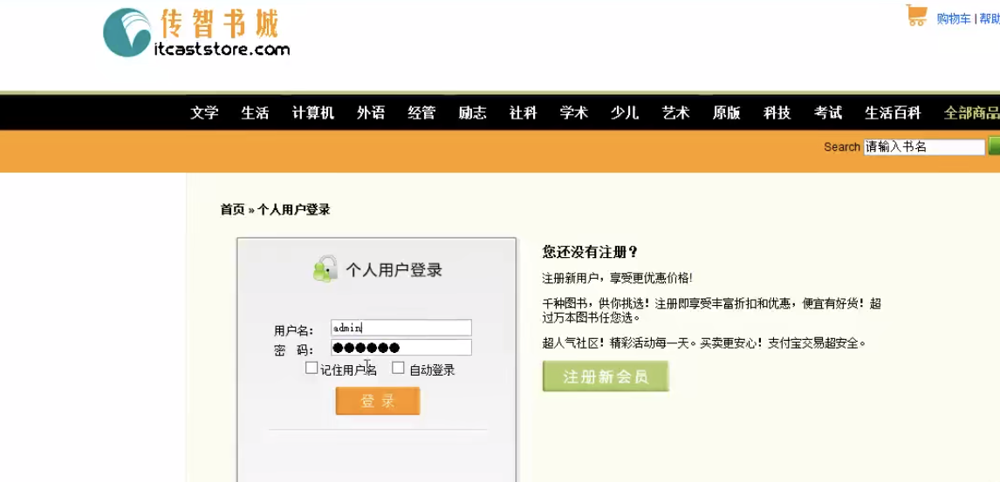 传智书城
itcaststore.com
购物车 | 帮助
文学 生活 计算机 外语 经管 励志 社科 学术 少儿 艺术 原版 科技 考试 生活百科 全部商品
Search 请输入书名
首页 » 个人用户登录
个人用户登录
用户名： admin
密 码： ●●●●●●
记住用户名 自动登录
登录
您还没有注册？
注册新用户，享受更优惠价格！
千种图书，供你挑选！注册即享受丰富折扣和优惠，便宜有好货！超
过万本图书任您选。
超人气社区！精彩活动每一天。买卖更安心！支付宝交易超安全。
注册新会员